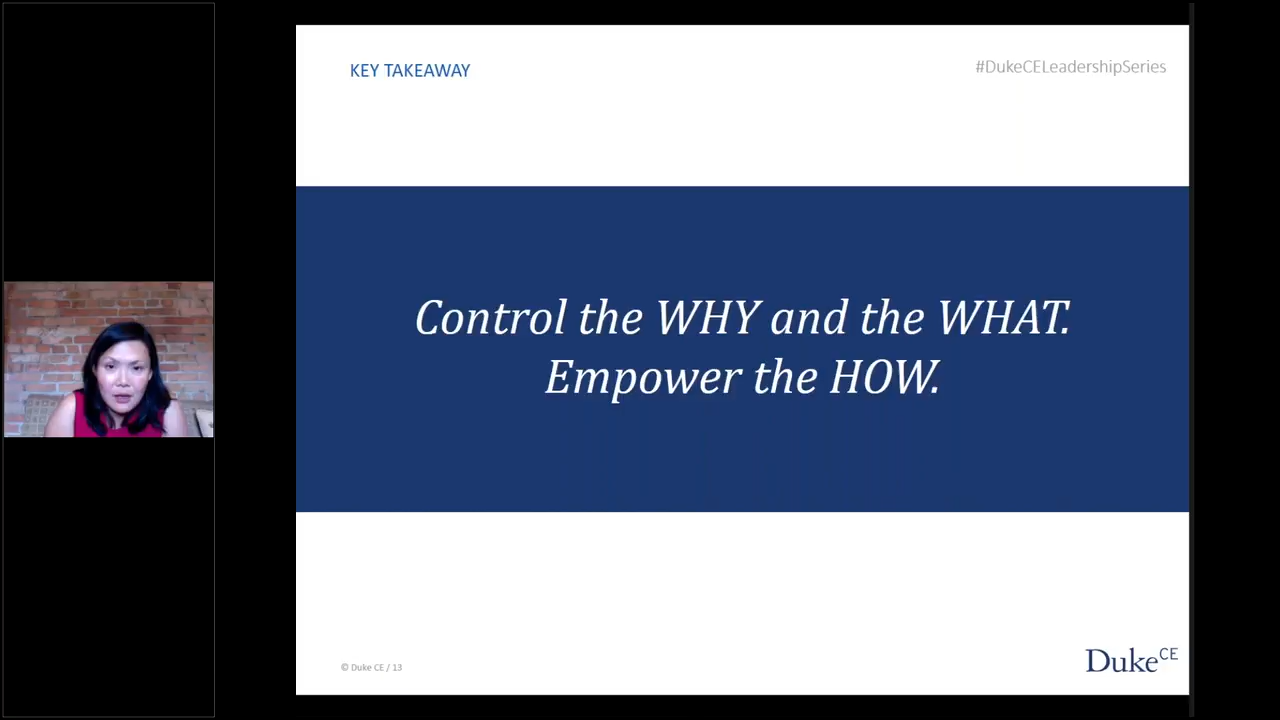 KEY TAKEAWAY
#DukeCELeadershipSeries
Control the WHY and the WHAT.
Empower the HOW.
© Duke CE / 13
Duke CE